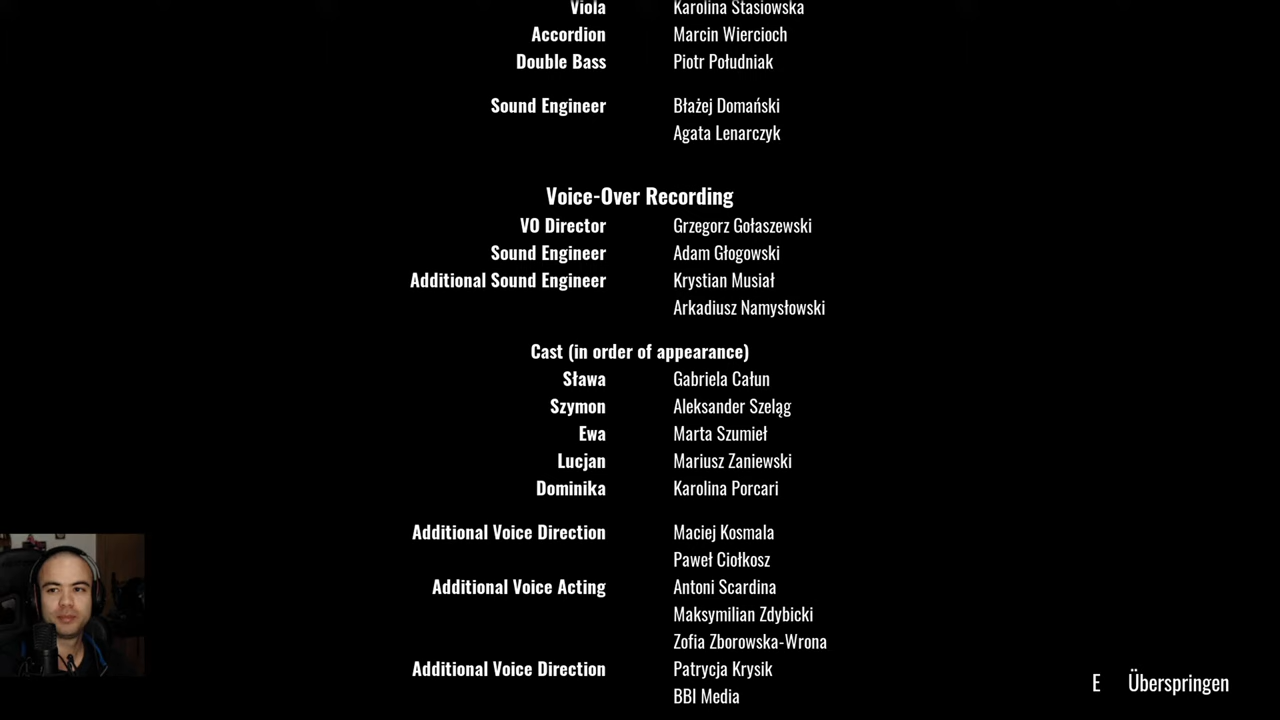 Viola Karolina Stasiowska
Accordion Marcin Wiercioch
Double Bass Piotr Południak
Sound Engineer Błażej Domański
Agata Lenarczyk
Voice-Over Recording
VO Director Grzegorz Gołaszewski
Sound Engineer Adam Głogowski
Additional Sound Engineer Krystian Musiał
Arkadiusz Namysłowski
Cast (in order of appearance)
Sława Gabriela Całun
Szymon Aleksander Szeląg
Ewa Marta Szumieł
Lucjan Mariusz Zaniewski
Dominika Karolina Porcari
Additional Voice Direction Maciej Kosmala
Paweł Ciołkosz
Additional Voice Acting Antoni Scardina
Maksymilian Zdybicki
Zofia Zborowska-Wrona
Additional Voice Direction Patrycja Krysik
BBI Media
E Überspringen